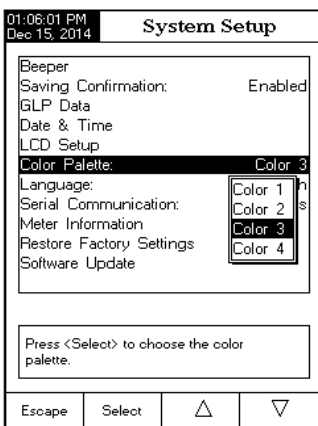 01:06:01 PM
Dec 15, 2014
System Setup
Beeper
Saving Confirmation: Enabled
GLP Data
Date & Time
LCD Setup
Color Palette: Color 3
Language: h
Serial Communication: s
Meter Information
Restore Factory Settings
Software Update
Color 1
Color 2
Color 3
Color 4
Press <Select> to choose the color
palette.
Escape Select